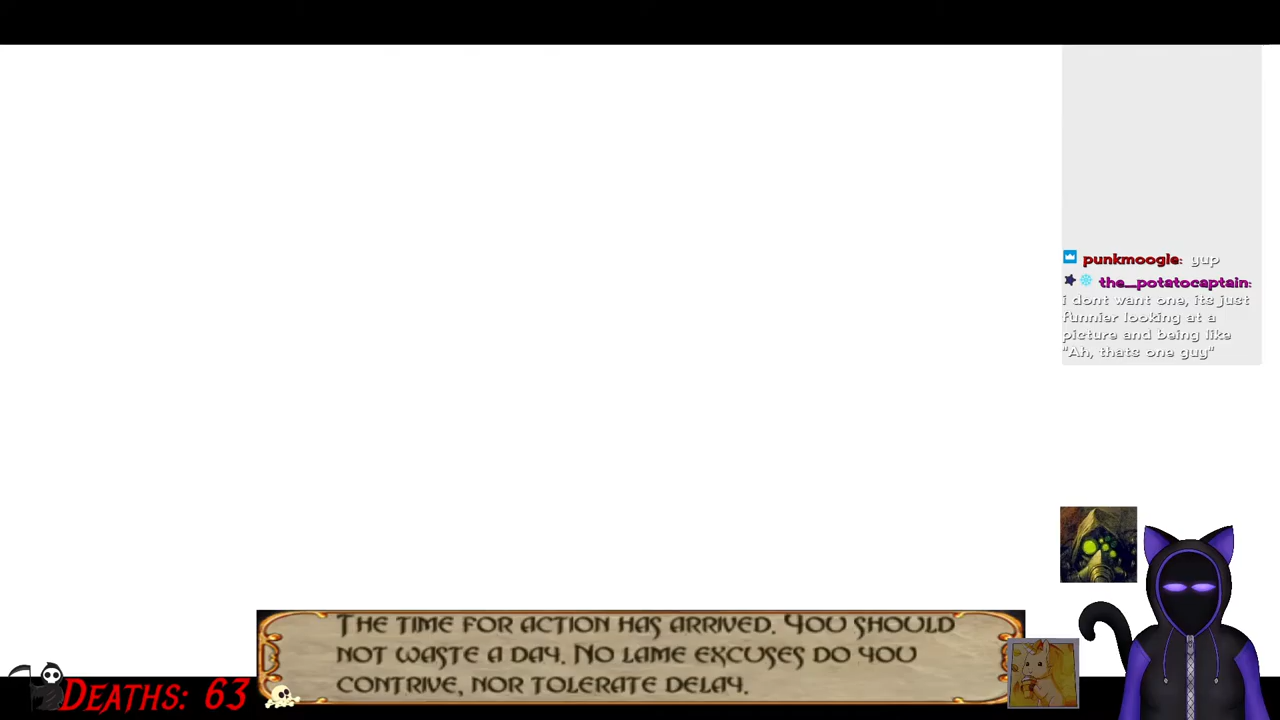 punkmoogle: yup
the_potatocaptain:
i dont want one, its just
funnier looking at a
picture and being like
"Ah, thats one guy"
The time for action has arrived. You should
not waste a day. No lame excuses do you
contrive, nor tolerate delay.
Deaths: 63